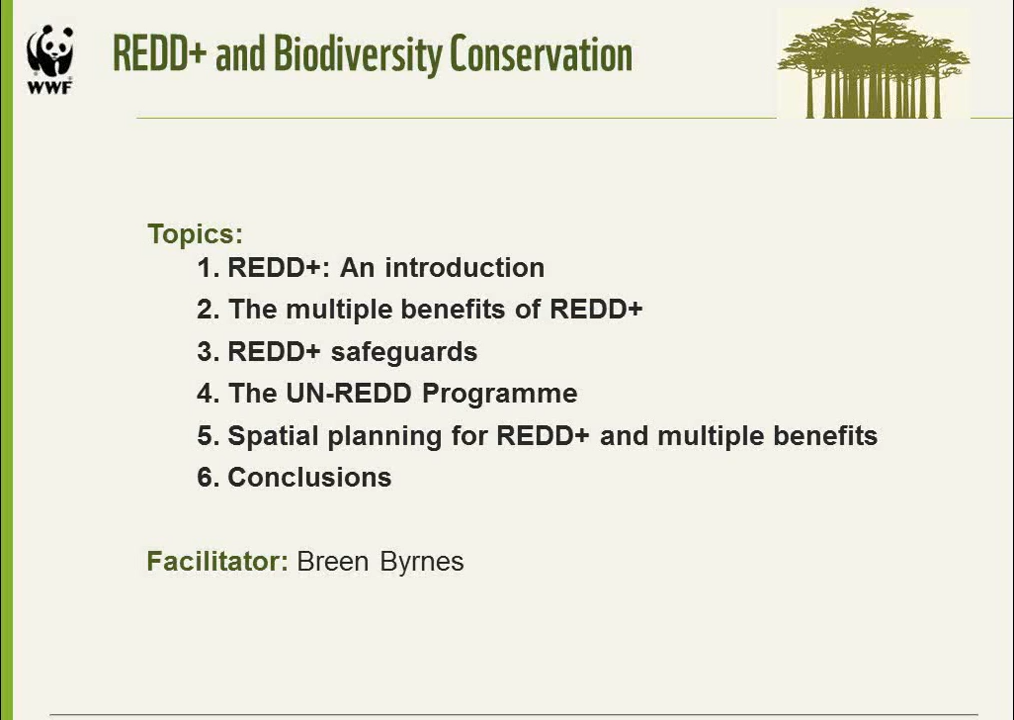 WWF
REDD+ and Biodiversity Conservation
Topics:
1. REDD+: An introduction
2. The multiple benefits of REDD+
3. REDD+ safeguards
4. The UN-REDD Programme
5. Spatial planning for REDD+ and multiple benefits
6. Conclusions
Facilitator: Breen Byrnes